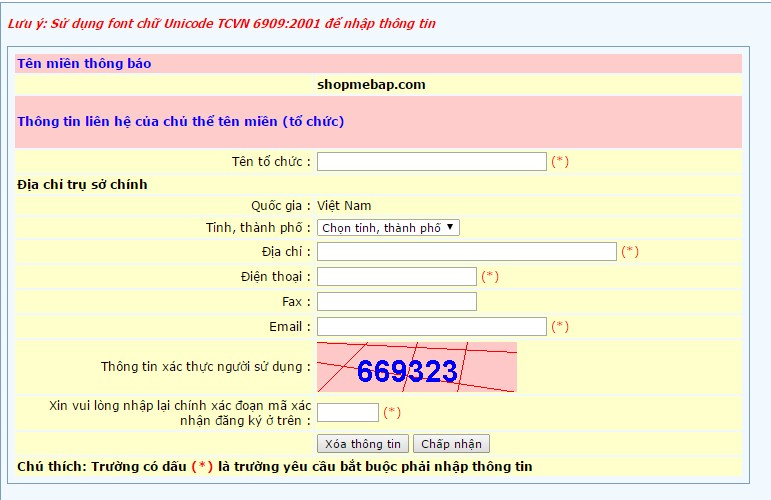 Lưu ý: Sử dụng font chữ Unicode TCVN 6909:2001 để nhập thông tin
Tên miền thông báo
shopmebap.com
Thông tin liên hệ của chủ thể tên miền (tổ chức)
Tên tổ chức : (*)
Địa chỉ trụ sở chính
Quốc gia : Việt Nam
Tỉnh, thành phố : Chọn tỉnh, thành phố
Địa chỉ : (*)
Điện thoại : (*)
Fax :
Email : (*)
Thông tin xác thực người sử dụng : 669323
Xin vui lòng nhập lại chính xác đoạn mã xác
nhận đăng ký ở trên : (*)
Xóa thông tin Chấp nhận
Chú thích: Trường có dấu (*) là trường yêu cầu bắt buộc phải nhập thông tin